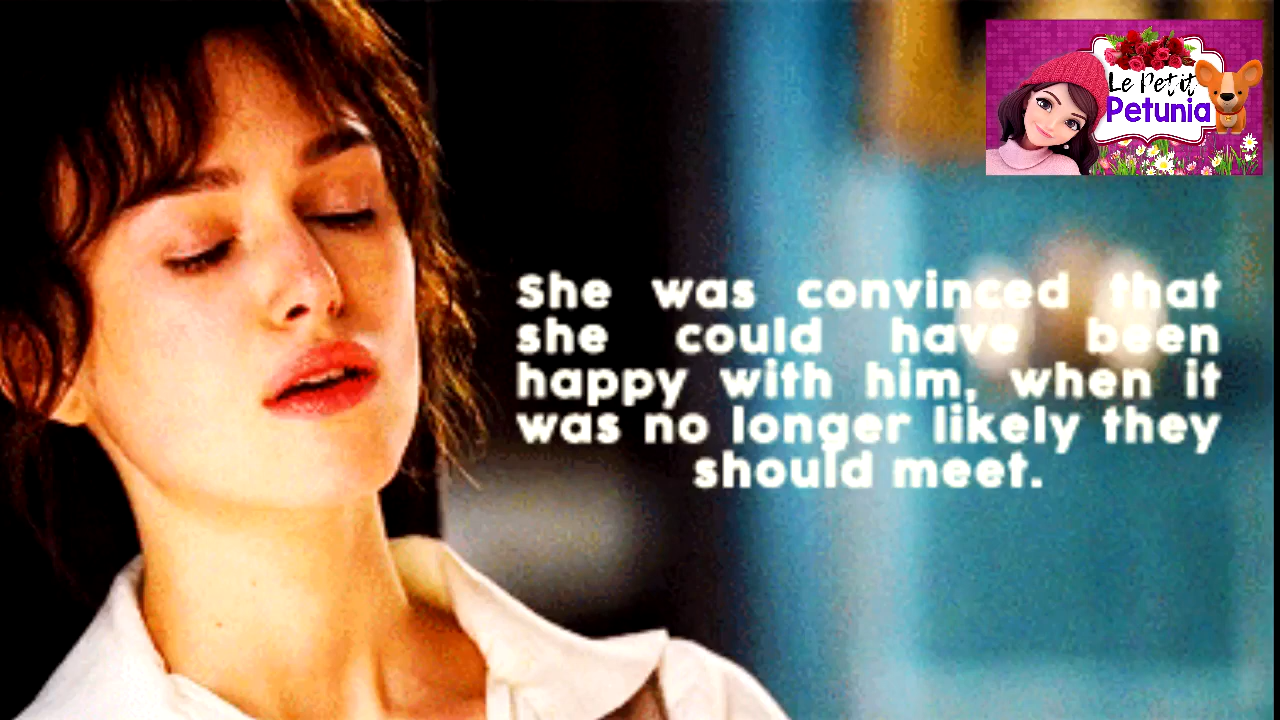 Le Petit
Petunia
She was convinced that
she could have been
happy with him, when it
was no longer likely they
should meet.